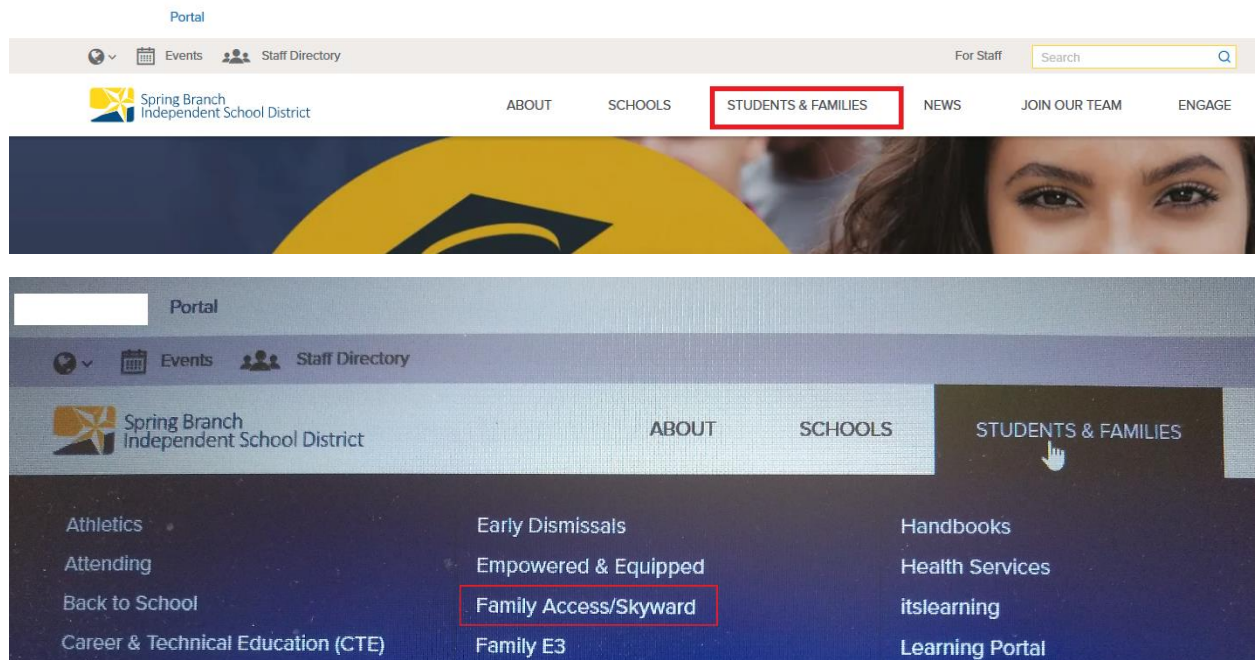 Portal
Events Staff Directory For Staff Search
Spring Branch
Independent School District
ABOUT SCHOOLS STUDENTS & FAMILIES NEWS JOIN OUR TEAM ENGAGE
Portal
Events Staff Directory
Spring Branch
Independent School District
ABOUT SCHOOLS STUDENTS & FAMILIES
Athletics Early Dismissals Handbooks
Attending Empowered & Equipped Health Services
Back to School Family Access/Skyward itslearning
Career & Technical Education (CTE) Family E3 Learning Portal